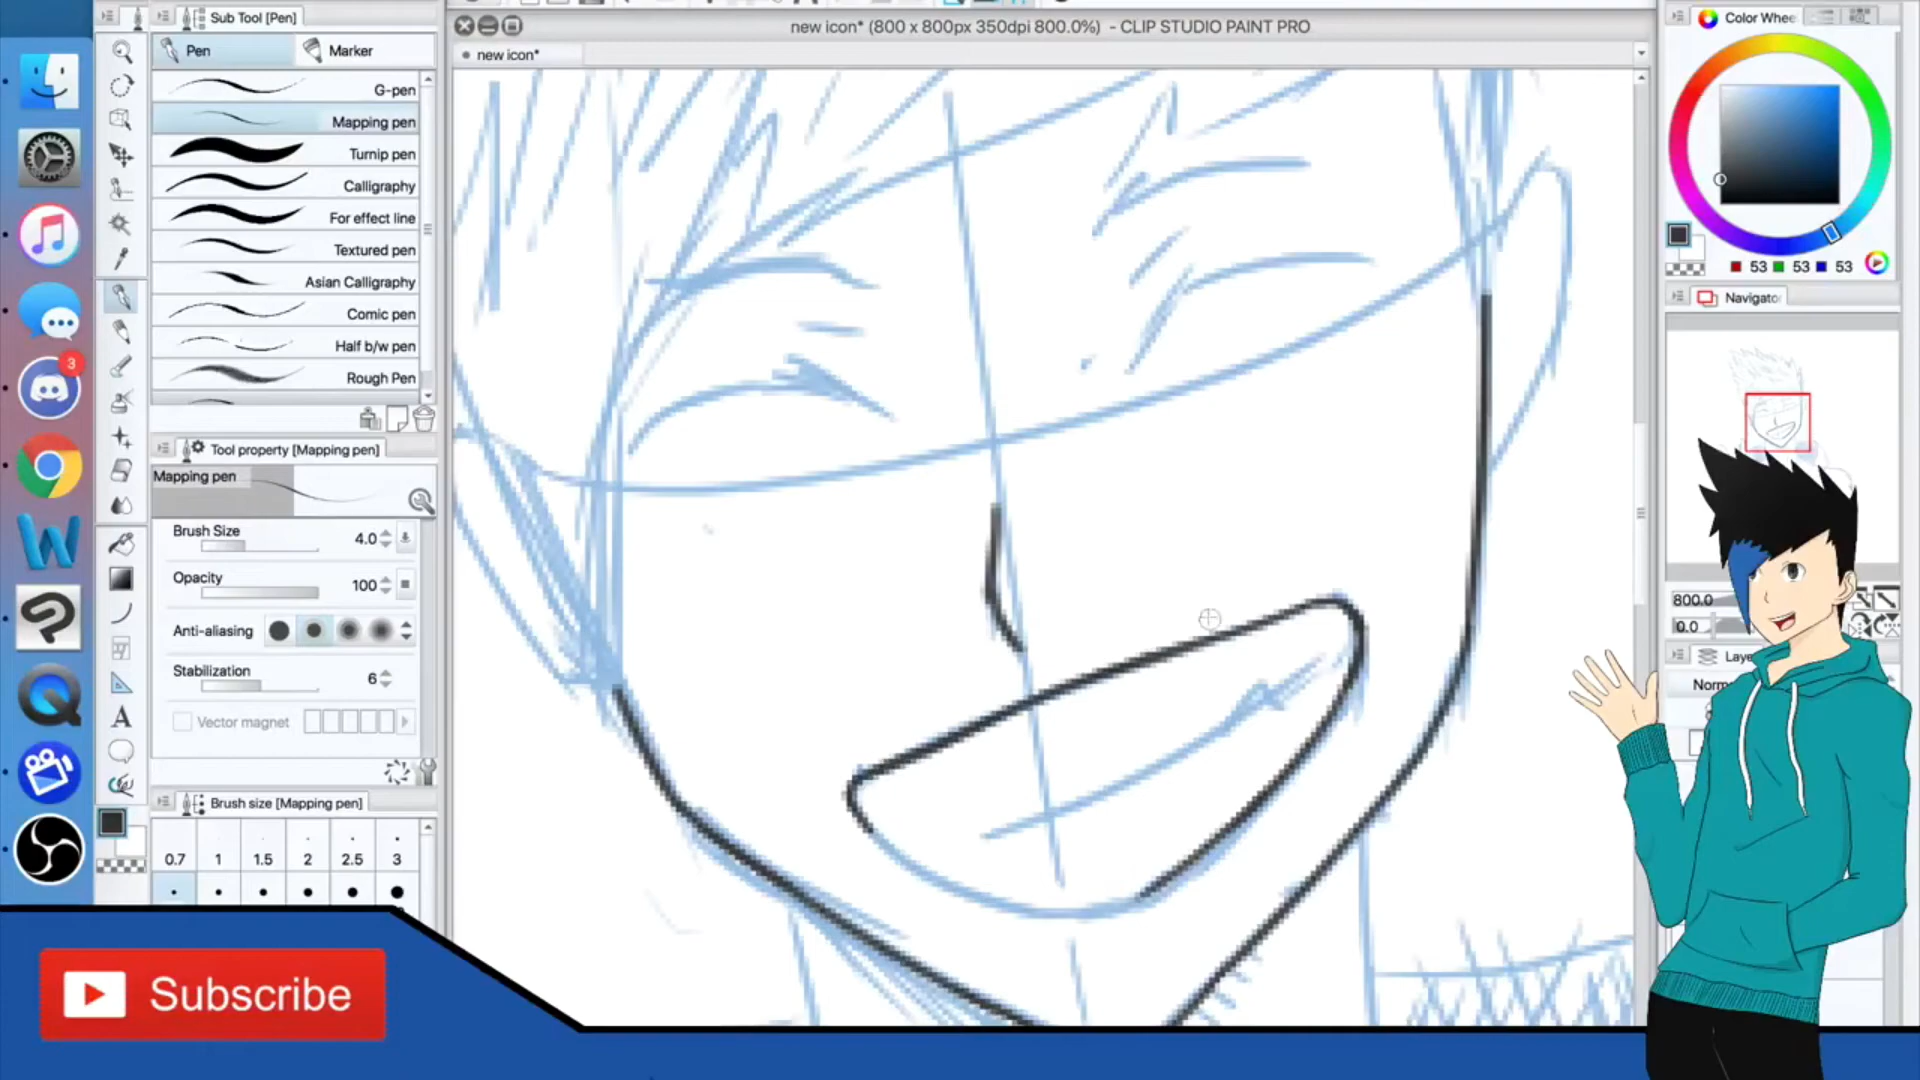 Sub Tool [Pen]
new icon* (800 x 800px 350dpi 800.0%) - CLIP STUDIO PAINT PRO
Color Whee
Pen
Marker
new icon*
G-pen
Mapping pen
Turnip pen
Calligraphy
For effect line
Textured pen
Asian Calligraphy
Comic pen
Half b/w pen
Rough Pen
53 53 53
Navigator
3
Tool property [Mapping pen]
Mapping pen
Brush Size
4.0
Opacity
100
Anti-aliasing
Stabilization
6
Vector magnet
800.0
0.0
Laye
Norm
Brush size [Mapping pen]
0.7 1 1.5 2 2.5 3
Subscribe